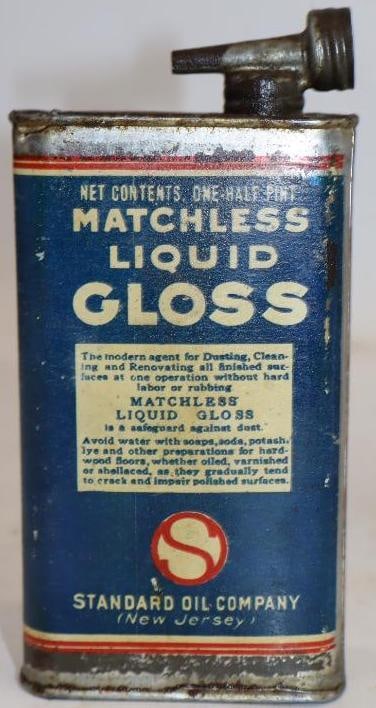 NET CONTENTS, ONE-HALF PINT
MATCHLESS
LIQUID
GLOSS
The modern agent for Dusting, Clean-
ing and Renovating all finished sur-
faces at one operation without hard
labor or rubbing
MATCHLESS
LIQUID GLOSS
is a safeguard against dust.
Avoid water with soaps, soda, potash,
lye and other preparations for hard-
wood floors, whether oiled, varnished
or shellaced, as they gradually tend
to crack and impair polished surfaces.
S
STANDARD OIL COMPANY
(New Jersey)